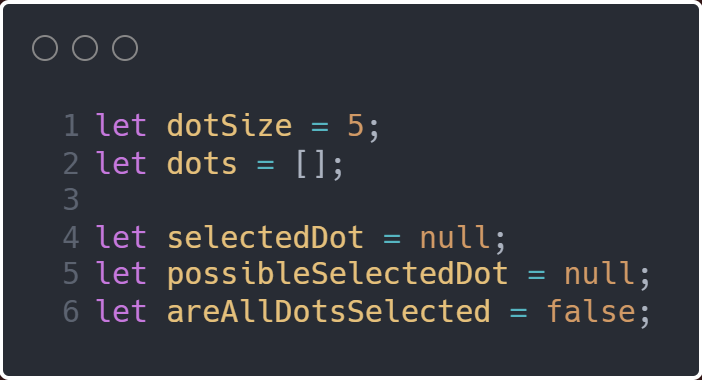 1 let dotSize = 5;
2 let dots = [];
3
4 let selectedDot = null;
5 let possibleSelectedDot = null;
6 let areAllDotsSelected = false;